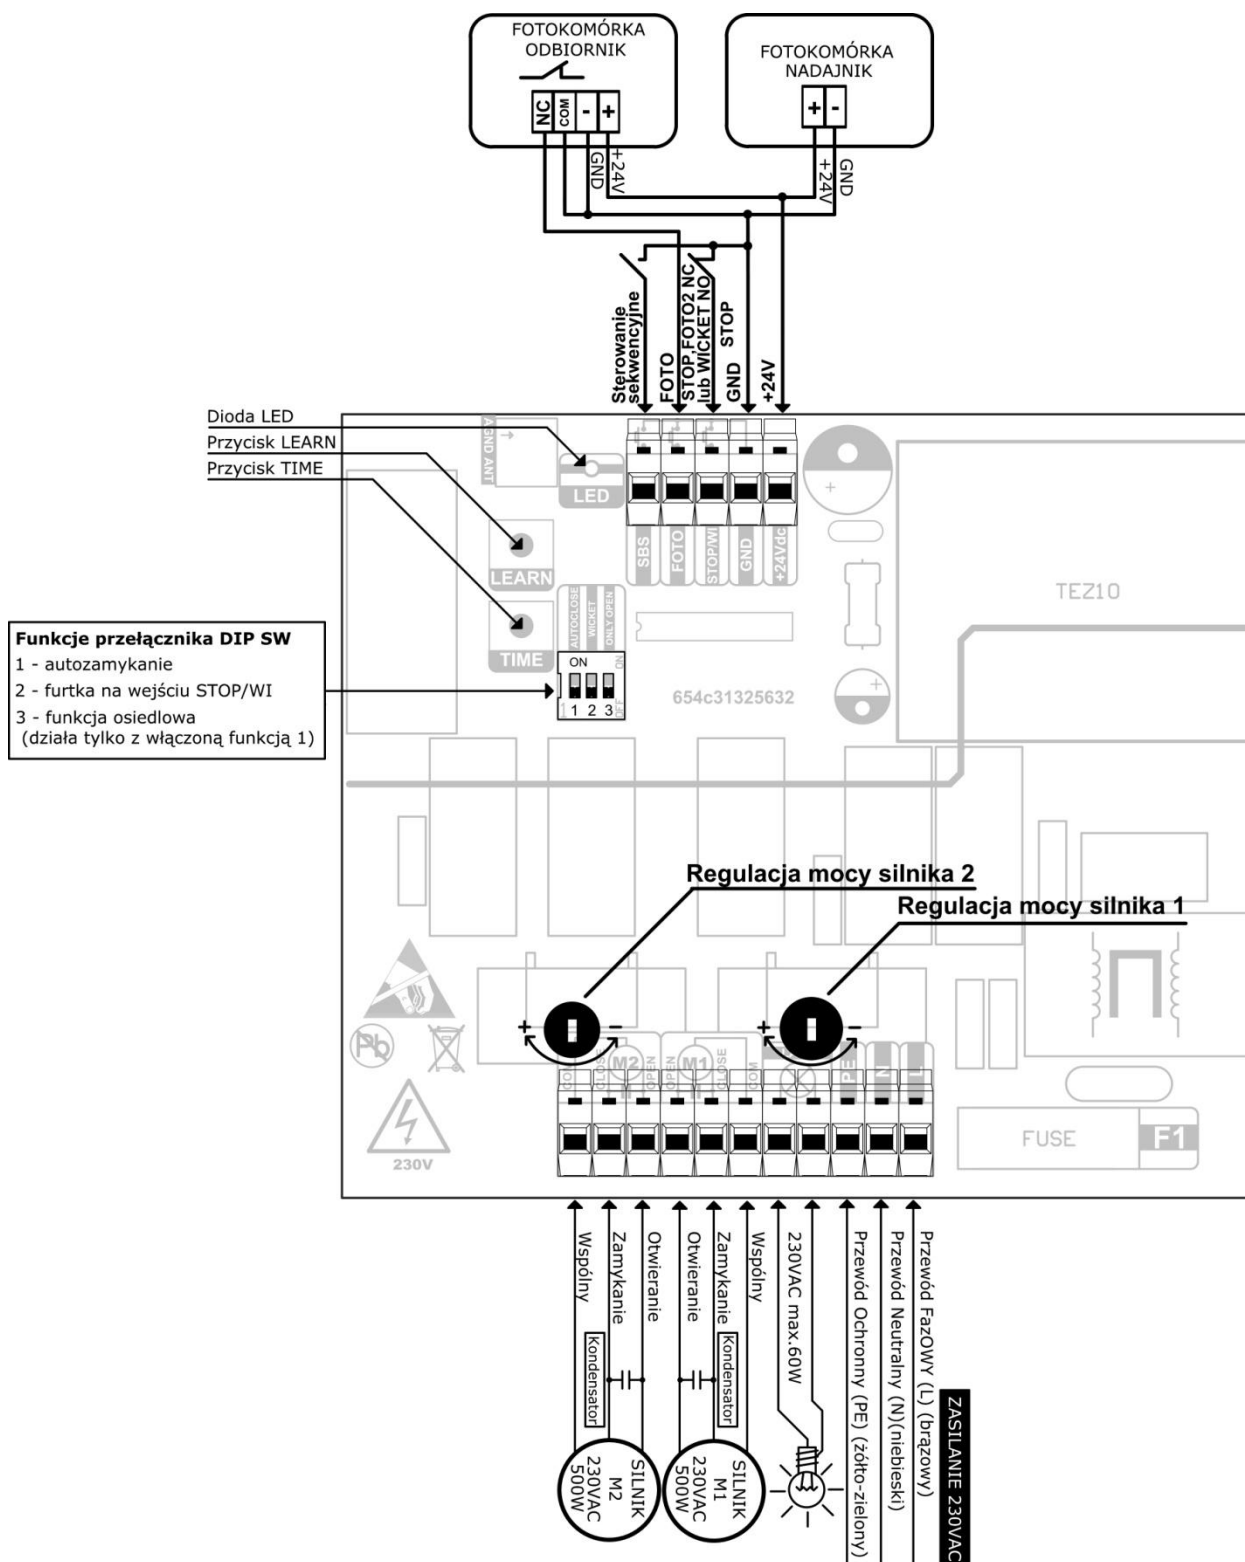 FOTOKOMÓRKA
ODBIORNIK
NC
COM
-
+
GND
+24V
FOTOKOMÓRKA
NADAJNIK
+
-
+24V
GND
Sterowanie
sekwencyjne
FOTO
STOP,FOTO2 NC
lub WICKET NO
STOP
GND
+24V
Dioda LED
Przycisk LEARN
Przycisk TIME
AGND ANT
LED
LEARN
TIME
SBS
FOTO
STOP/WI
GND
+24Vdc
AUTOCLOSE
WICKET
ONLY OPEN
ON
ON
OFF
1 2 3
Funkcje przełącznika DIP SW
1 - autozamykanie
2 - furtka na wejściu STOP/WI
3 - funkcja osiedlowa
(działa tylko z włączoną funkcją 1)
+
+
654c31325632
TEZ10
Regulacja mocy silnika 2
Regulacja mocy silnika 1
+ -
+ -
Pb
230V
COM
CLOSE
M2
OPEN
OPEN
M1
CLOSE
COM
PE
N
L
FUSE
F1
Wspólny
Zamykanie
Otwieranie
Otwieranie
Zamykanie
Wspólny
230VAC max.60W
Przewód Ochronny (PE) (żółto-zielony)
Przewód Neutralny (N)(niebieski)
Przewód FazOWY (L) (brązowy)
ZASILANIE 230VAC
Kondensator
Kondensator
SILNIK
M2
230VAC
500W
SILNIK
M1
230VAC
500W